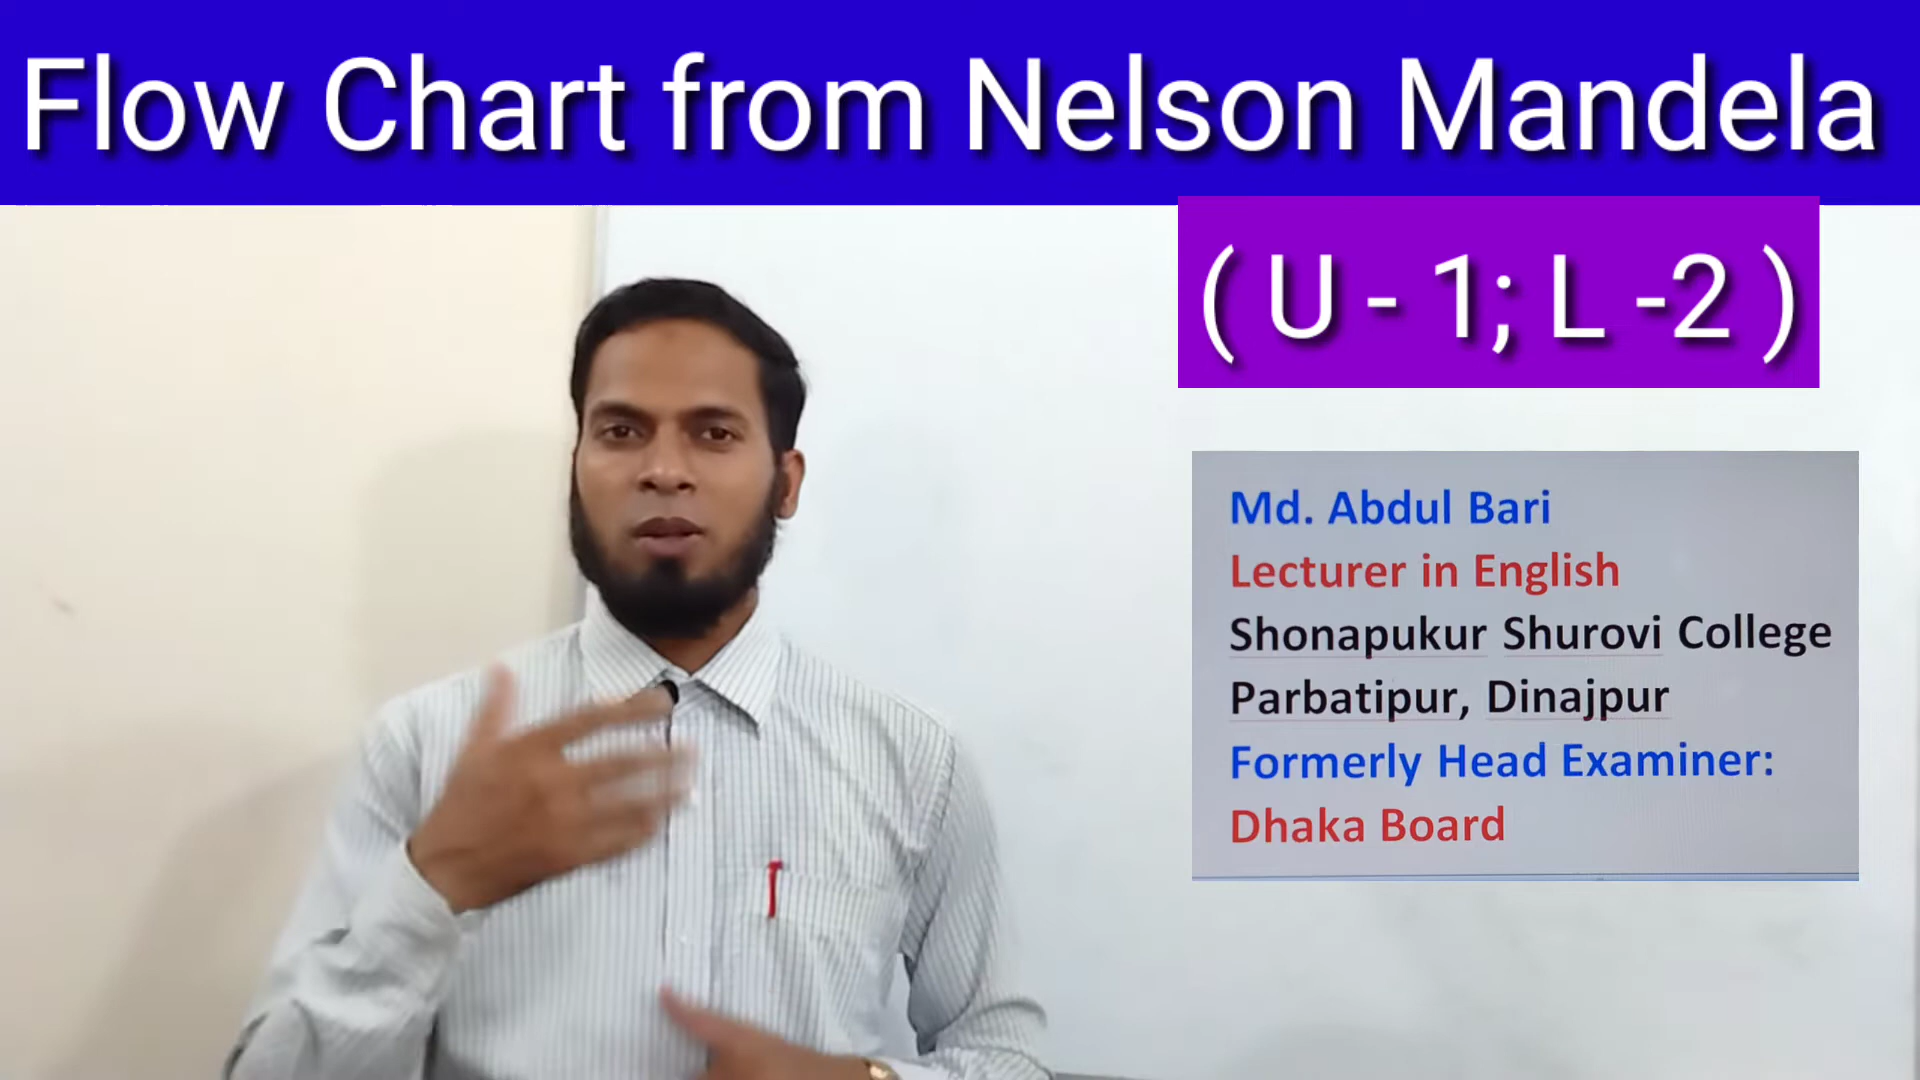 Flow Chart from Nelson Mandela
( U - 1; L -2 )
Md. Abdul Bari
Lecturer in English
Shonapukur Shurovi College
Parbatipur, Dinajpur
Formerly Head Examiner:
Dhaka Board